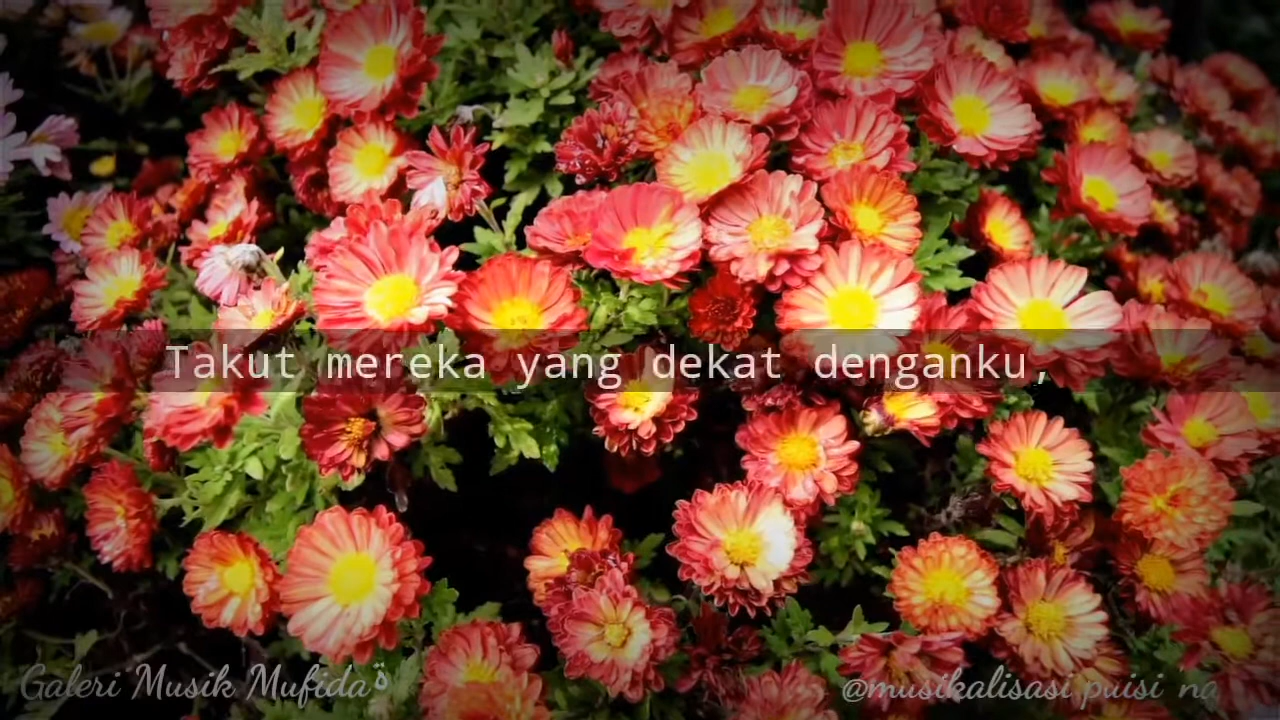 Takut mereka yang dekat denganku,
Galeri Musik Mufida
@musikalisasi puisi na